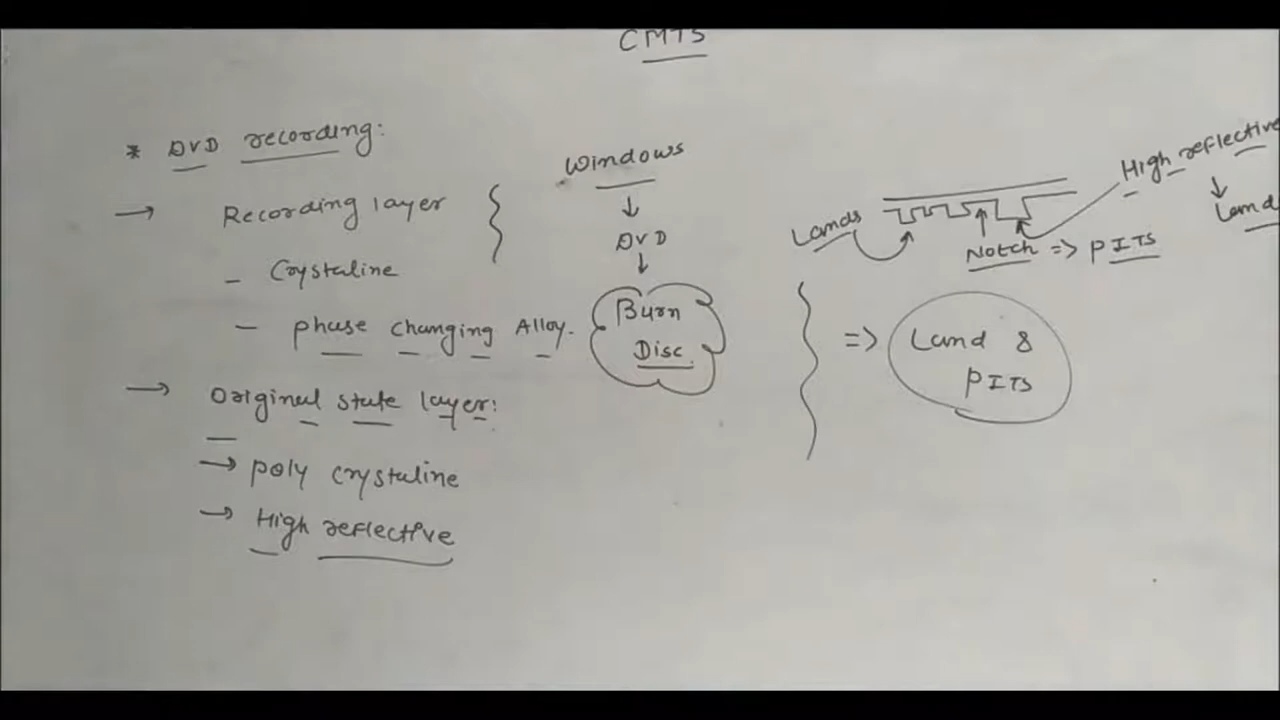 CMTS
* DVD recording:
→ Recording layer
- Crystaline
- phase changing Alloy.
→ Original state layer:
→ poly crystaline
→ High reflective
Windows
↓
DVD
↓
Burn
Disc
Lands
Notch => PITS
High reflective
↓
Land
=> Land &
PITS